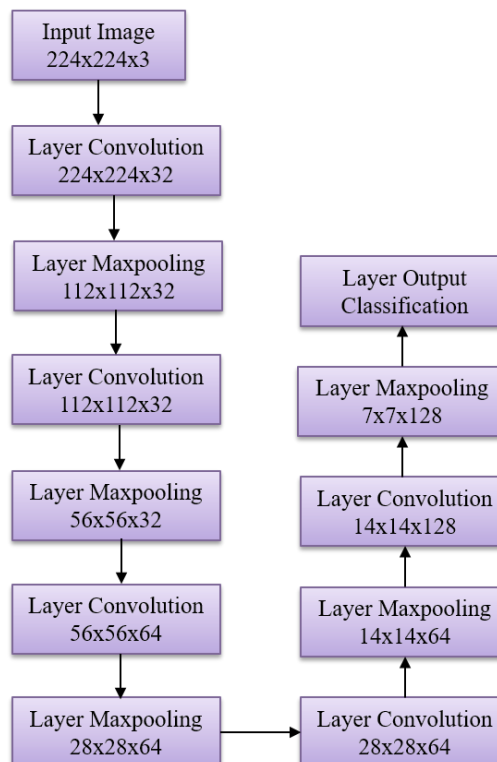 Input Image
224x224x3
Layer Convolution
224x224x32
Layer Maxpooling
112x112x32
Layer Convolution
112x112x32
Layer Maxpooling
56x56x32
Layer Convolution
56x56x64
Layer Maxpooling
28x28x64
Layer Convolution
28x28x64
Layer Maxpooling
14x14x64
Layer Convolution
14x14x128
Layer Maxpooling
7x7x128
Layer Output
Classification